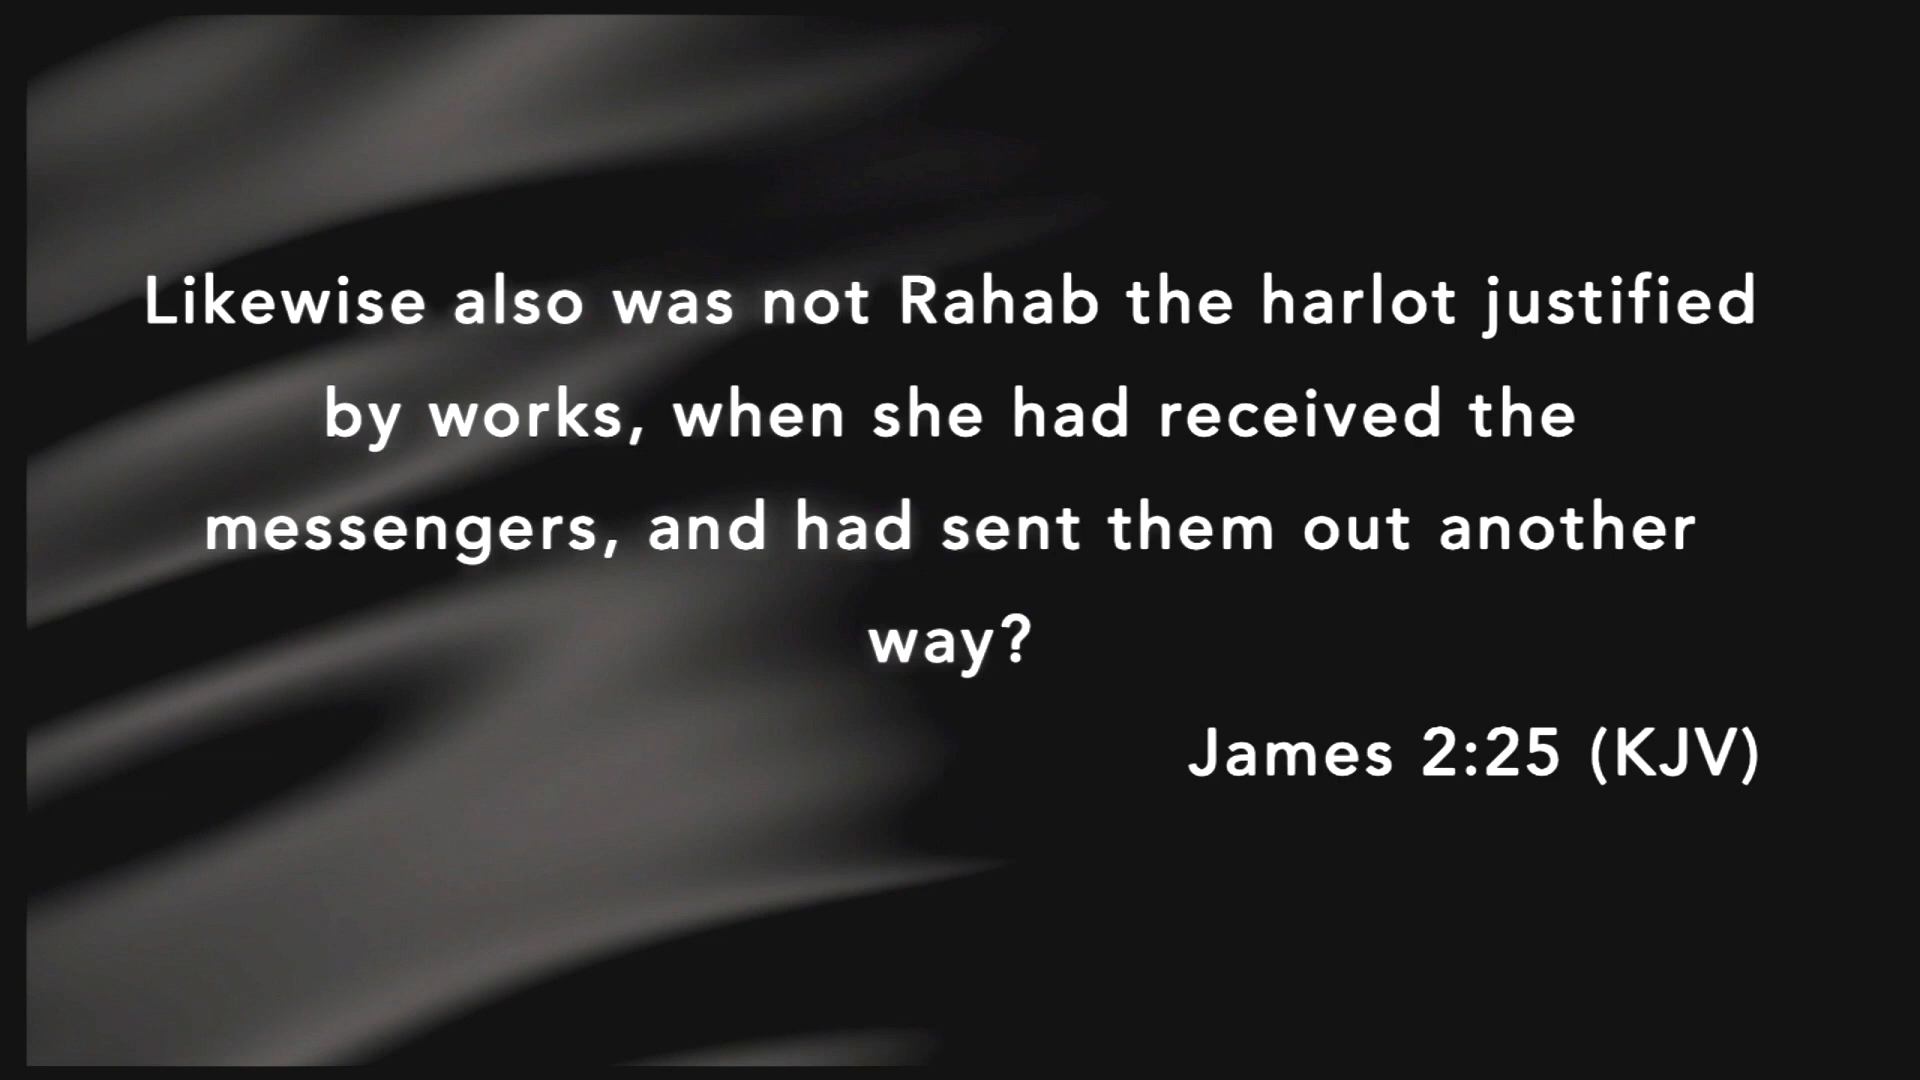 Likewise also was not Rahab the harlot justified
by works, when she had received the
messengers, and had sent them out another
way?
James 2:25 (KJV)